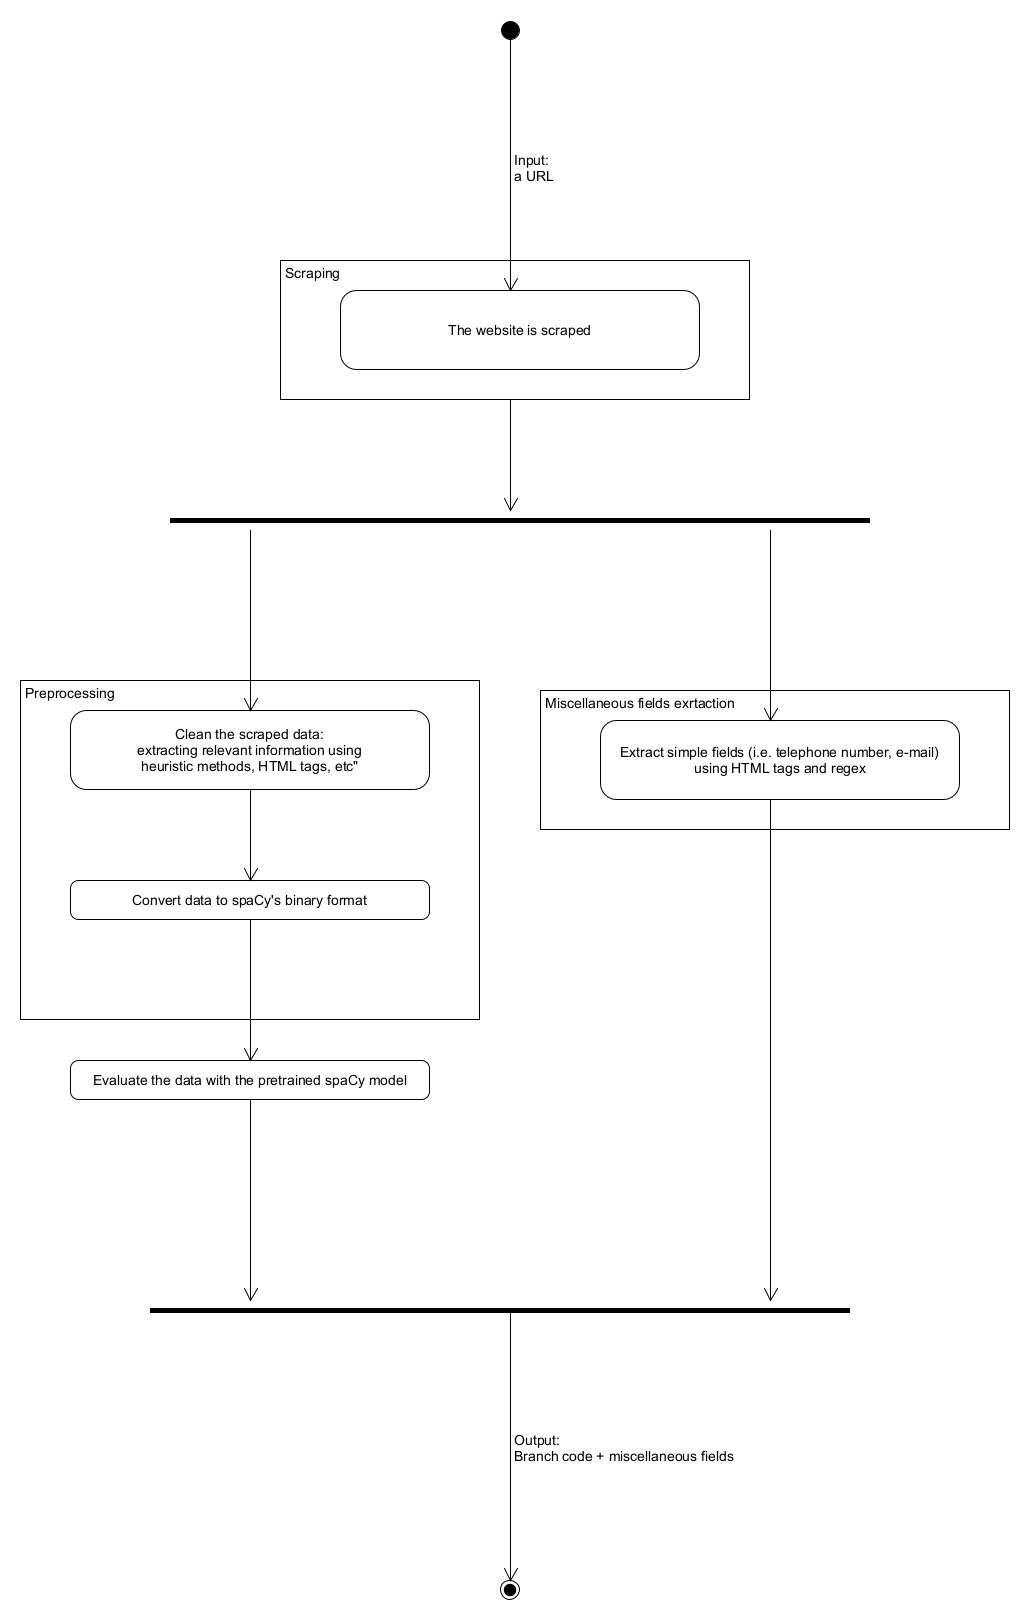 Input:
a URL
Scraping
The website is scraped
Preprocessing
Clean the scraped data:
extracting relevant information using
heuristic methods, HTML tags, etc"
Convert data to spaCy's binary format
Evaluate the data with the pretrained spaCy model
Miscellaneous fields exrtaction
Extract simple fields (i.e. telephone number, e-mail)
using HTML tags and regex
Output:
Branch code + miscellaneous fields